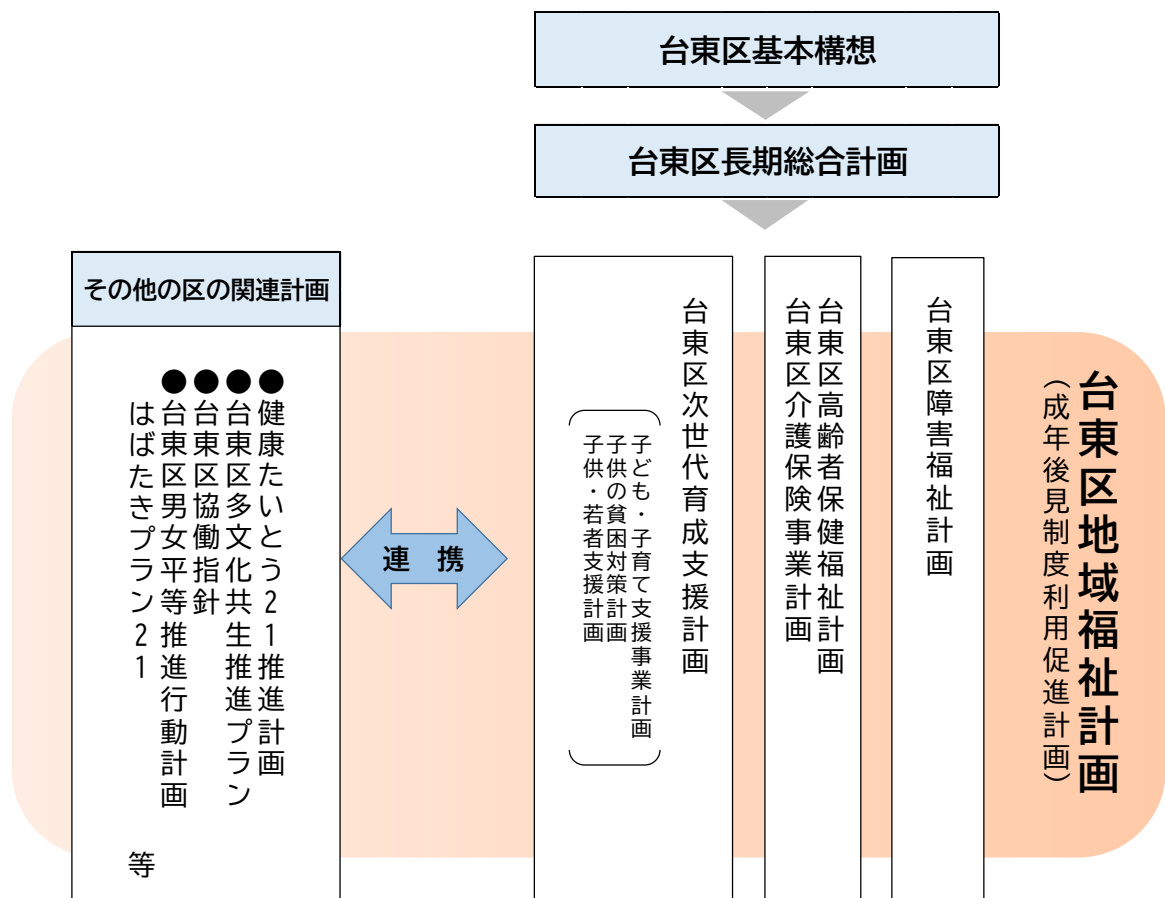 台東区基本構想
台東区長期総合計画
台東区地域福祉計画
（成年後見制度利用促進計画）
台東区障害福祉計画
台東区高齢者保健福祉計画
台東区介護保険事業計画
台東区次世代育成支援計画
子ども・子育て支援事業計画
子供の貧困対策計画
子供・若者支援計画
連 携
その他の区の関連計画
●健康たいとう21推進計画
●台東区多文化共生推進プラン
●台東区協働指針
●台東区男女平等推進行動計画
はばたきプラン21 等